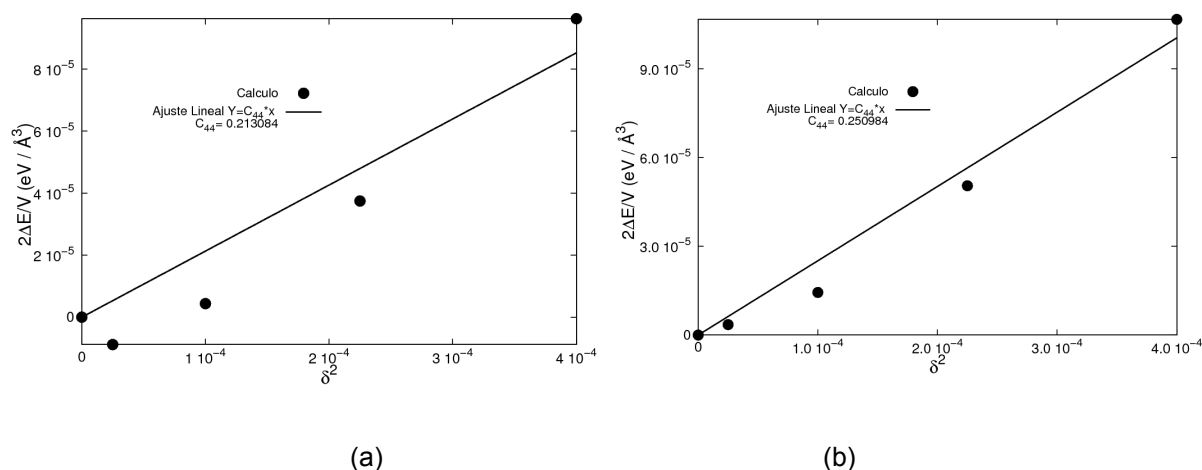 2ΔE/V (eV / Å³)
8 10⁻⁵
6 10⁻⁵
4 10⁻⁵
2 10⁻⁵
0
Calculo
Ajuste Lineal Y=C₄₄*x
C₄₄= 0.213084
0
1 10⁻⁴
2 10⁻⁴
3 10⁻⁴
4 10⁻⁴
δ²
(a)
2ΔE/V (eV / Å³)
9.0 10⁻⁵
6.0 10⁻⁵
3.0 10⁻⁵
0
Calculo
Ajuste Lineal Y=C₄₄*x
C₄₄= 0.250984
0
1.0 10⁻⁴
2.0 10⁻⁴
3.0 10⁻⁴
4.0 10⁻⁴
δ²
(b)